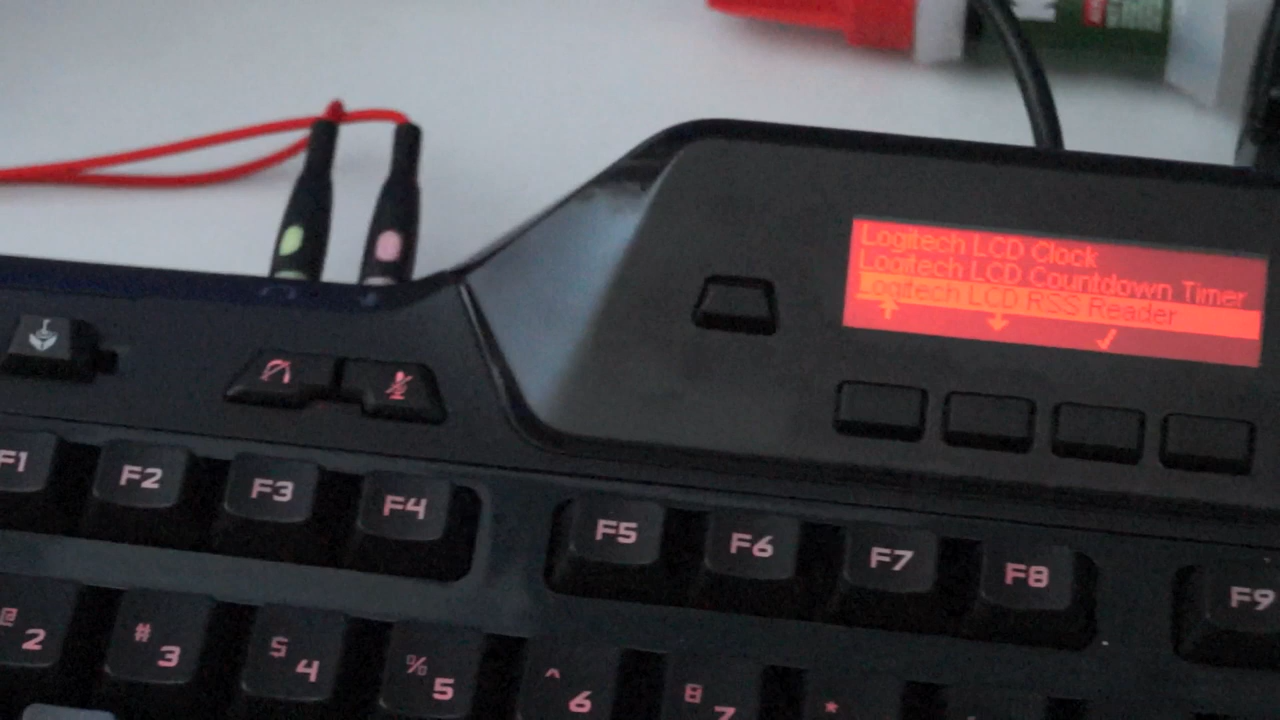 Logitech LCD Clock
Logitech LCD Countdown Timer
Logitech LCD RSS Reader
F1 F2 F3 F4 F5 F6 F7 F8 F9
@ 2 # 3 $ 4 % 5 ^ 6 & 7 *